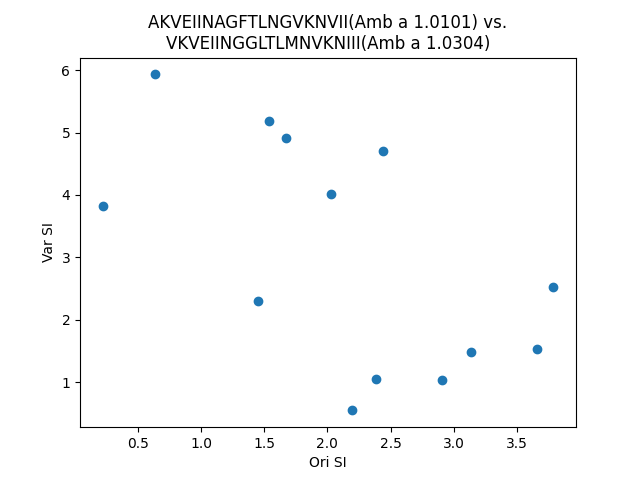 AKVEIINAGFTLNGVKNVII(Amb a 1.0101) vs.
VKVEIINGGLTLMNVKNIII(Amb a 1.0304)
6
5
4
3
2
1
Var SI
0.5 1.0 1.5 2.0 2.5 3.0 3.5
Ori SI